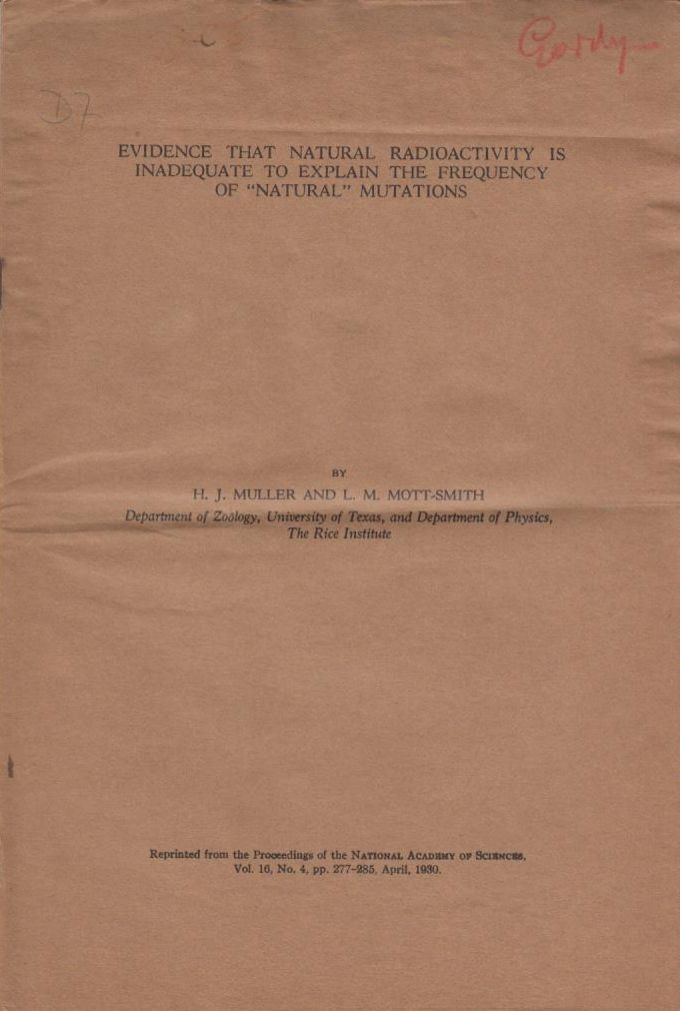 Gordy
D7
EVIDENCE THAT NATURAL RADIOACTIVITY IS
INADEQUATE TO EXPLAIN THE FREQUENCY
OF "NATURAL" MUTATIONS
BY
H. J. MULLER AND L. M. MOTT-SMITH
Department of Zoölogy, University of Texas, and Department of Physics,
The Rice Institute
Reprinted from the Proceedings of the NATIONAL ACADEMY OF SCIENCES,
Vol. 16, No. 4, pp. 277–285, April, 1930.